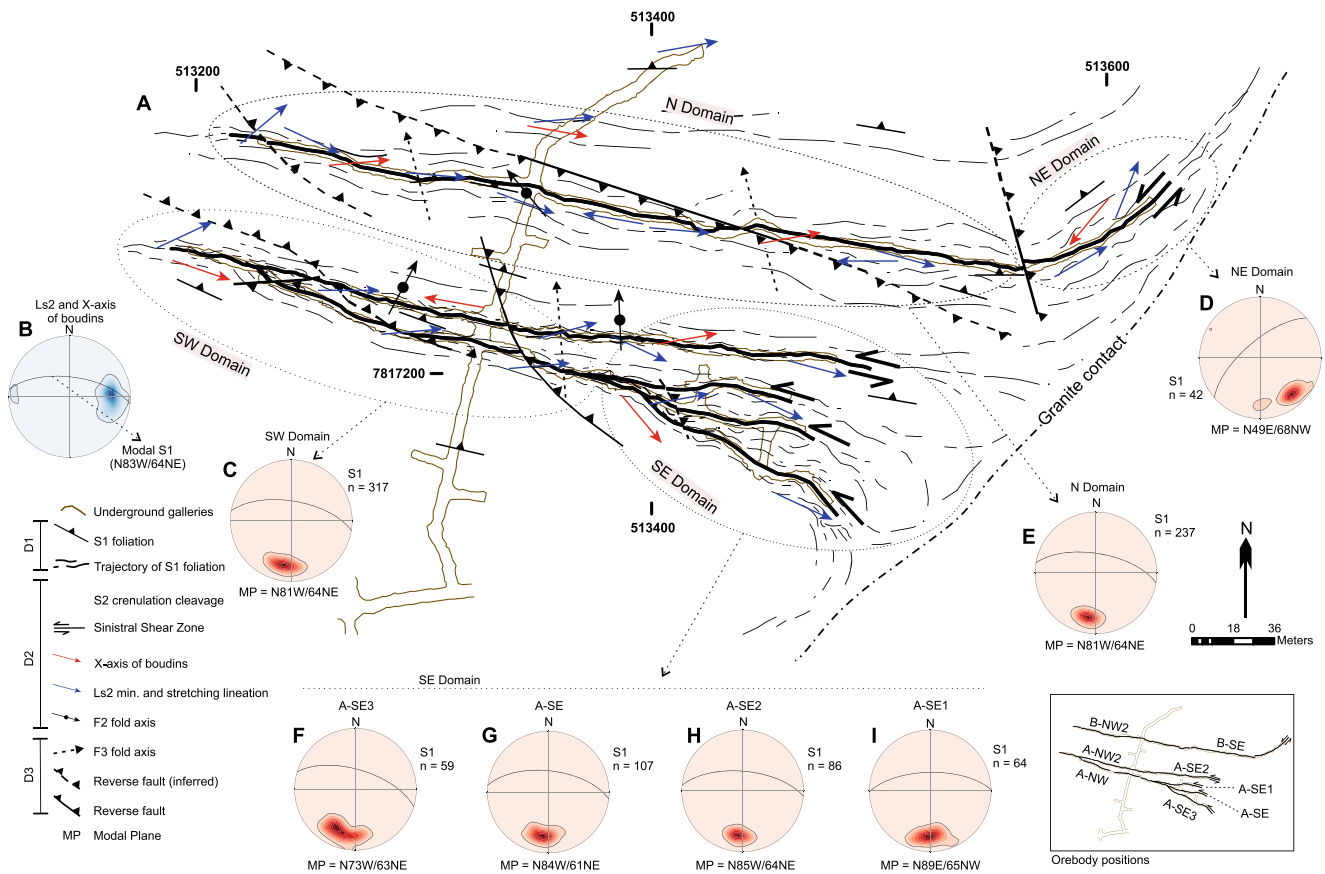 513400
513200
513600
A
N Domain
NE Domain
NE Domain
N
D
S1
n = 42
MP = N49E/68NW
Ls2 and X-axis
of boudins
N
B
Modal S1
(N83W/64NE)
SW Domain
7817200
Granite contact
SE Domain
513400
SW Domain
N
C
S1
n = 317
MP = N81W/64NE
N Domain
N
E
S1
n = 237
MP = N81W/64NE
N
0 18 36
Meters
D1
Underground galleries
S1 foliation
Trajectory of S1 foliation
D2
S2 crenulation cleavage
Sinistral Shear Zone
X-axis of boudins
Ls2 min. and stretching lineation
F2 fold axis
D3
F3 fold axis
Reverse fault (inferred)
Reverse fault
MP Modal Plane
SE Domain
A-SE3
N
F
S1
n = 59
MP = N73W/63NE
A-SE
N
G
S1
n = 107
MP = N84W/61NE
A-SE2
N
H
S1
n = 86
MP = N85W/64NE
A-SE1
N
I
S1
n = 64
MP = N89E/65NW
B-NW2
B-SE
A-NW2
A-NW
A-SE2
A-SE1
A-SE
A-SE3
Orebody positions